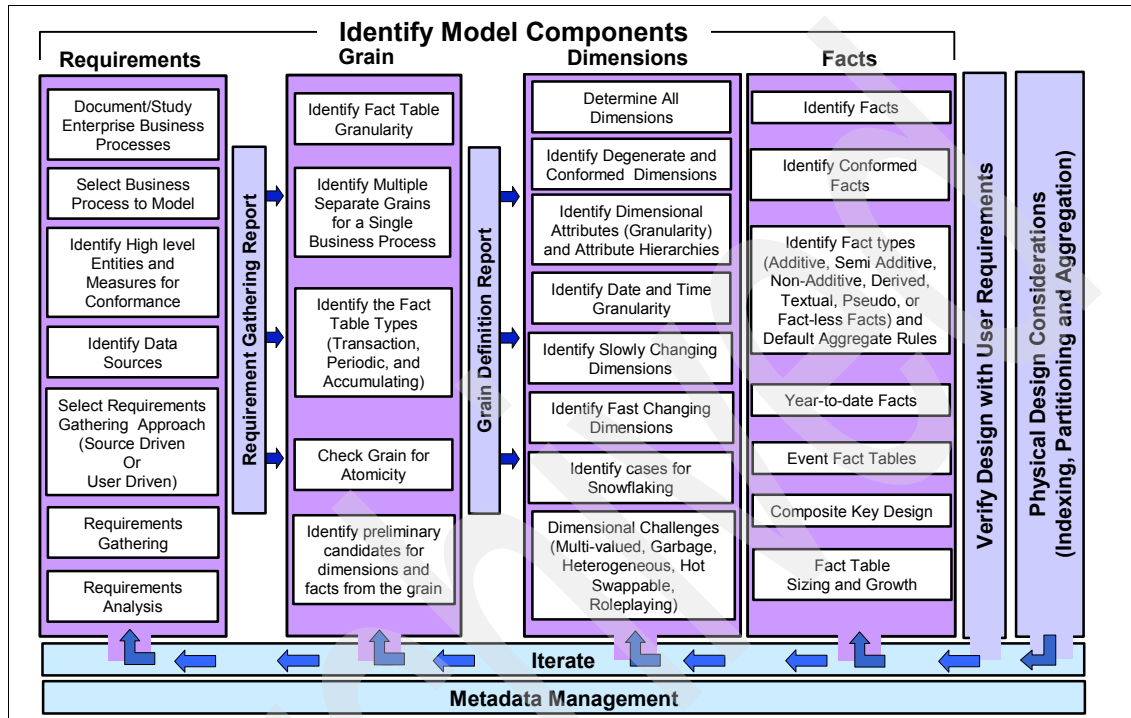 Identify Model Components
Requirements
Document/Study
Enterprise Business
Processes
Select Business
Process to Model
Identify High level
Entities and
Measures for
Conformance
Identify Data
Sources
Select Requirements
Gathering Approach
(Source Driven
Or
User Driven)
Requirements
Gathering
Requirements
Analysis
Requirement Gathering Report
Grain
Identify Fact Table
Granularity
Identify Multiple
Separate Grains
for a Single
Business Process
Identify the Fact
Table Types
(Transaction,
Periodic, and
Accumulating)
Check Grain for
Atomicity
Identify preliminary
candidates for
dimensions and
facts from the grain
Grain Definition Report
Dimensions
Determine All
Dimensions
Identify Degenerate and
Conformed Dimensions
Identify Dimensional
Attributes (Granularity)
and Attribute Hierarchies
Identify Date and Time
Granularity
Identify Slowly Changing
Dimensions
Identify Fast Changing
Dimensions
Identify cases for
Snowflaking
Dimensional Challenges
(Multi-valued, Garbage,
Heterogeneous, Hot
Swappable,
Roleplaying)
Facts
Identify Facts
Identify Conformed
Facts
Identify Fact types
(Additive, Semi Additive,
Non-Additive, Derived,
Textual, Pseudo, or
Fact-less Facts) and
Default Aggregate Rules
Year-to-date Facts
Event Fact Tables
Composite Key Design
Fact Table
Sizing and Growth
Verify Design with User Requirements
Physical Design Considerations
(Indexing, Partitioning and Aggregation)
Iterate
Metadata Management